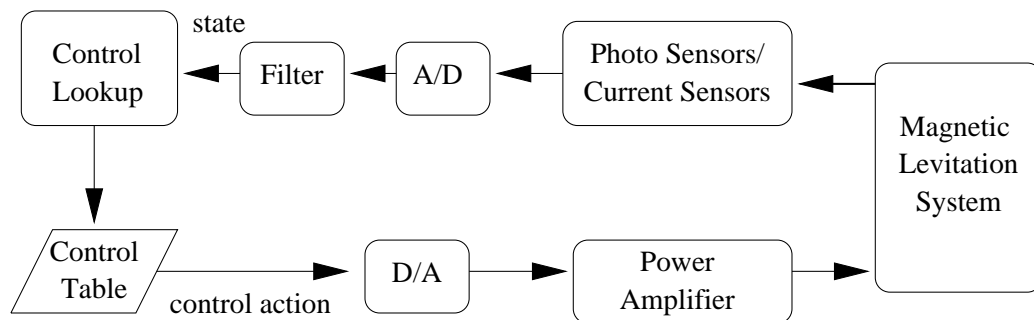 Control
Lookup
state
Filter
A/D
Photo Sensors/
Current Sensors
Magnetic
Levitation
System
Control
Table
control action
D/A
Power
Amplifier